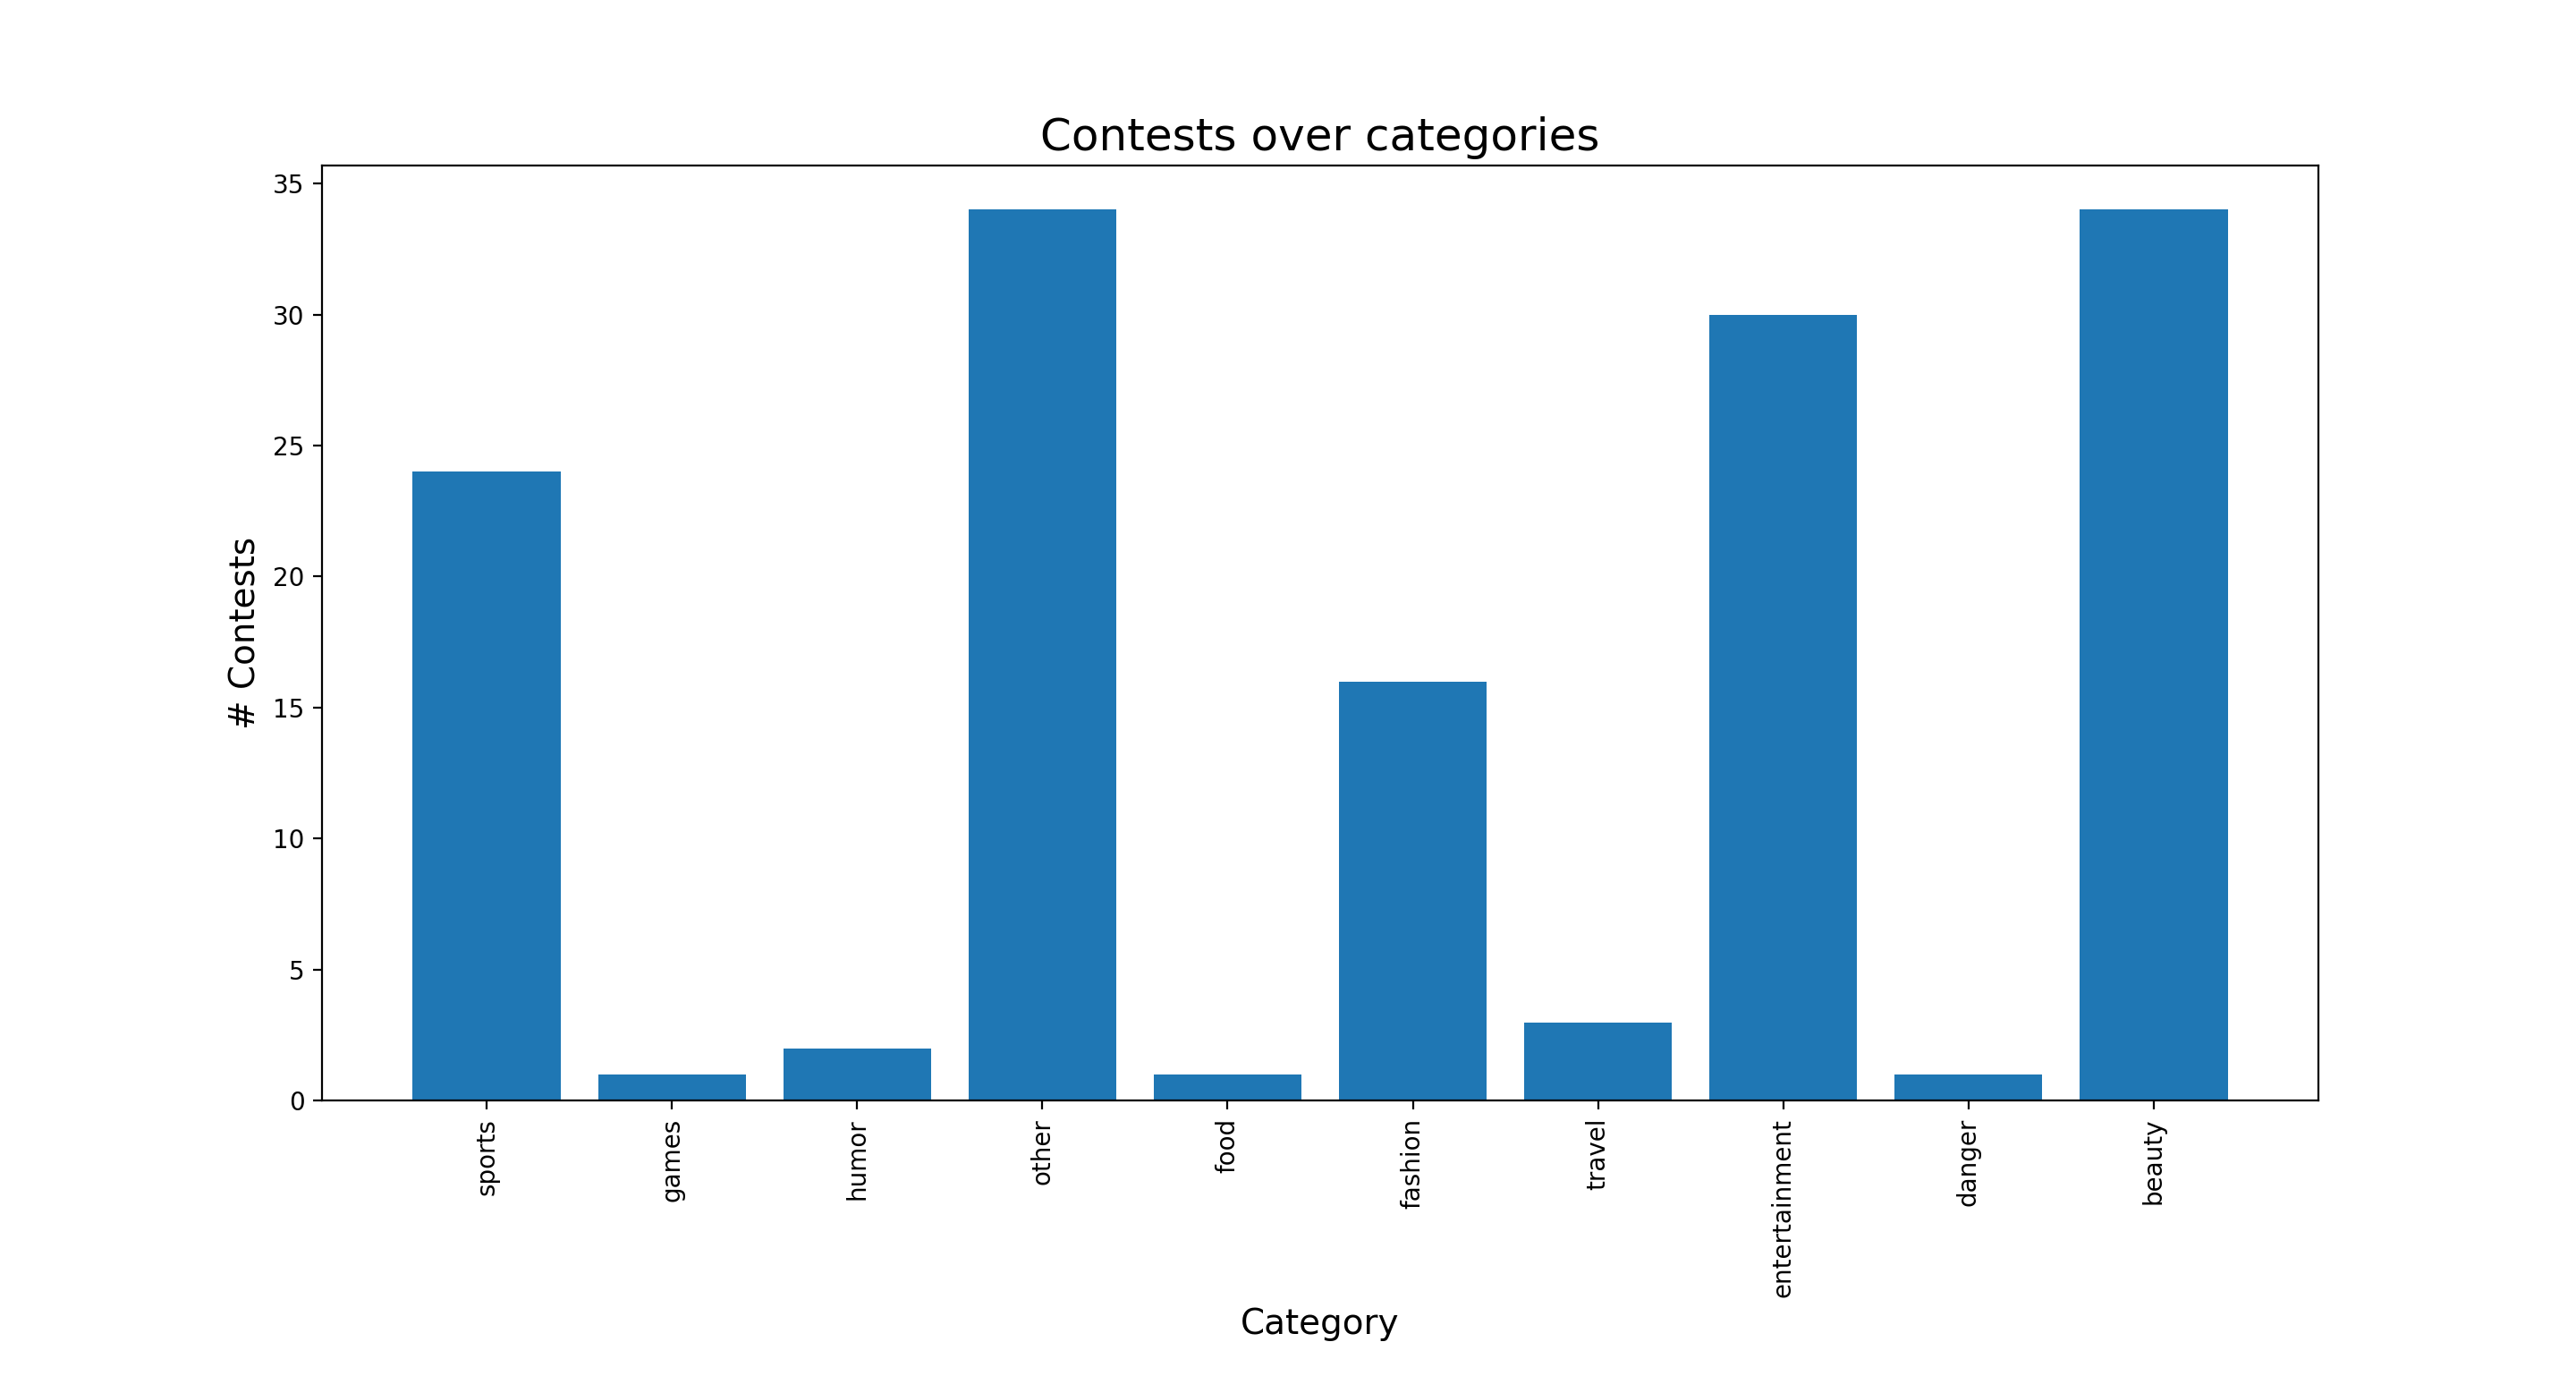 Contests over categories
35
30
25
20
15
10
5
0
# Contests
sports
games
humor
other
food
fashion
travel
entertainment
danger
beauty
Category